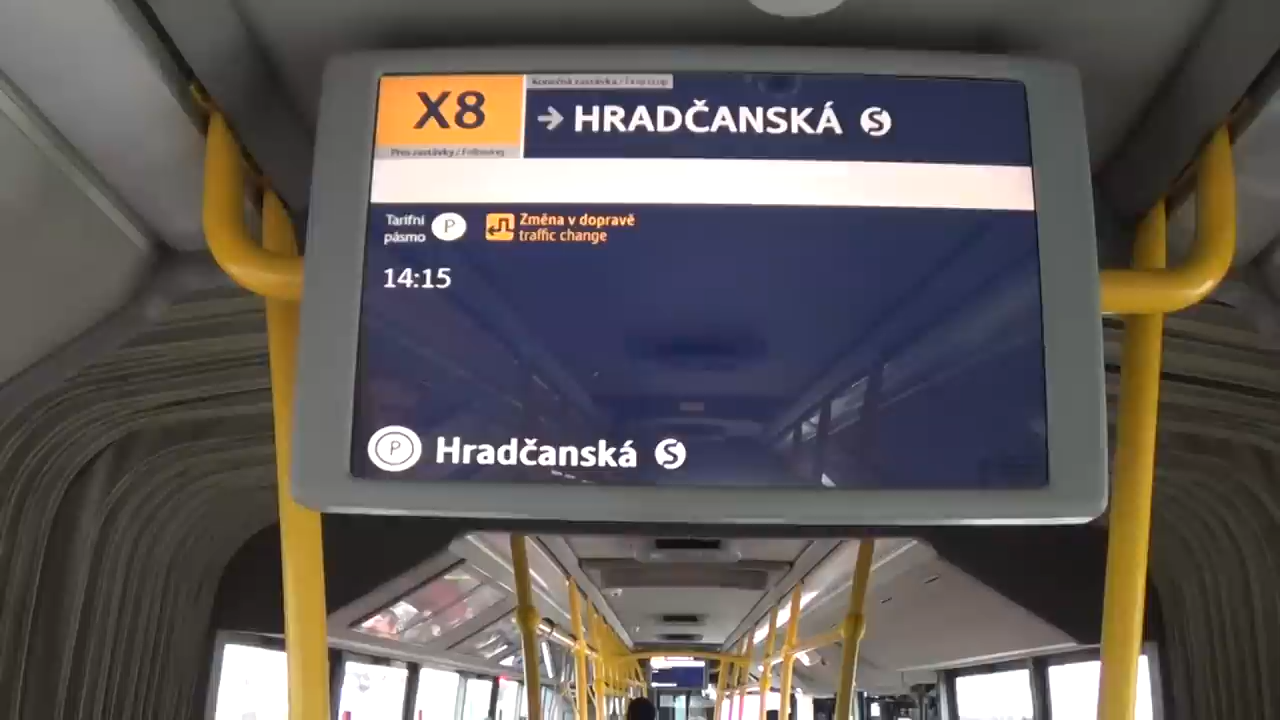 Konečná zastávka / Final stop
X8
→ HRADČANSKÁ S
Přes zastávky / Following
Tarifní
pásmo
P
Změna v dopravě
traffic change
14:15
P Hradčanská S